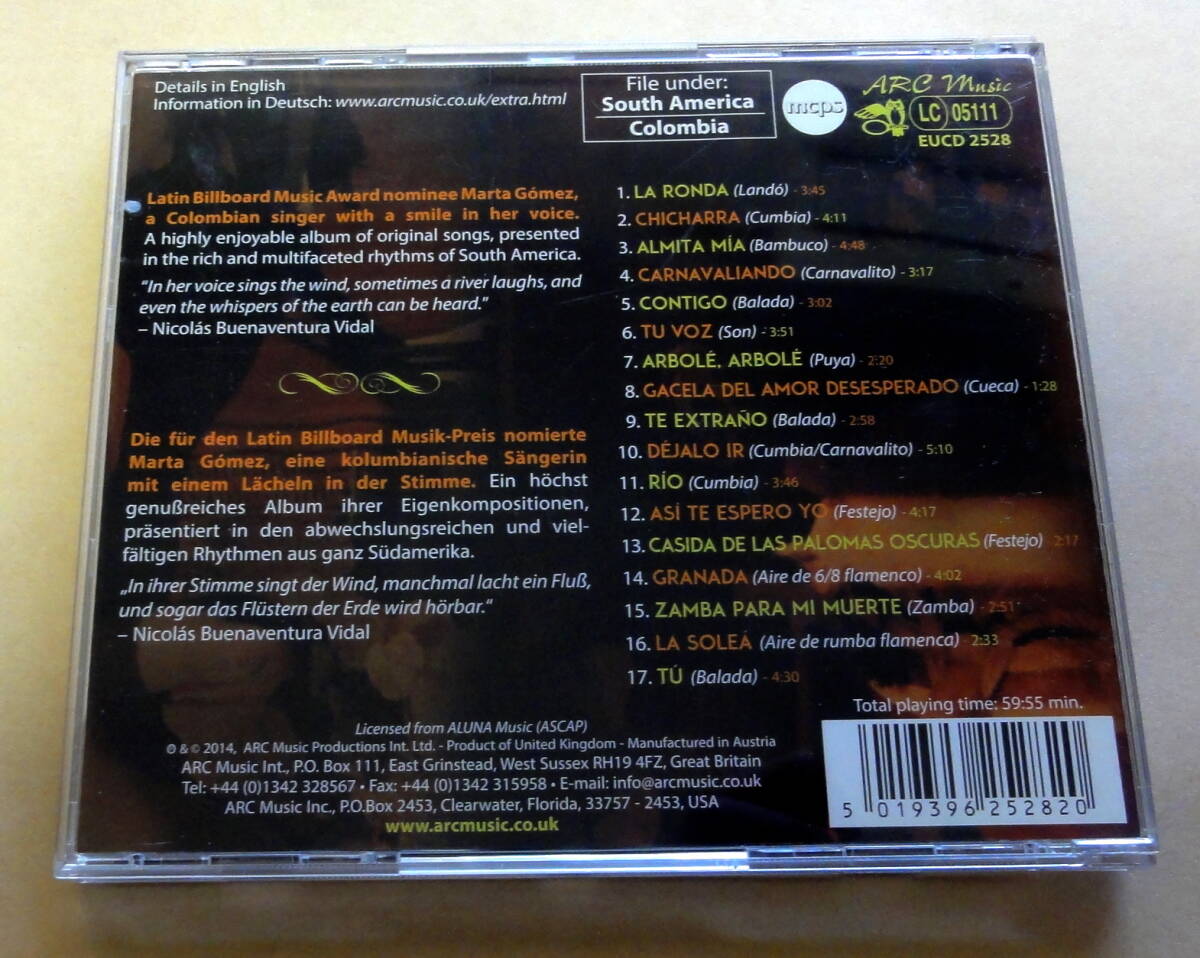 Details in English
Information in Deutsch: www.arcmusic.co.uk/extra.html
File under:
South America
Colombia
mcps
ARC Music
LC 05111
EUCD 2528
Latin Billboard Music Award nominee Marta Gómez,
a Colombian singer with a smile in her voice.
A highly enjoyable album of original songs, presented
in the rich and multifaceted rhythms of South America.
"In her voice sings the wind, sometimes a river laughs, and
even the whispers of the earth can be heard."
– Nicolás Buenaventura Vidal
Die für den Latin Billboard Musik-Preis nomierte
Marta Gómez, eine kolumbianische Sängerin
mit einem Lächeln in der Stimme. Ein höchst
genußreiches Album ihrer Eigenkompositionen,
präsentiert in den abwechslungsreichen und viel-
fältigen Rhythmen aus ganz Südamerika.
„In ihrer Stimme singt der Wind, manchmal lacht ein Fluß,
und sogar das Flüstern der Erde wird hörbar."
– Nicolás Buenaventura Vidal
1. LA RONDA (Landó) - 3:45
2. CHICHARRA (Cumbia) - 4:11
3. ALMITA MÍA (Bambuco) - 4:48
4. CARNAVALIANDO (Carnavalito) - 3:17
5. CONTIGO (Balada) - 3:02
6. TU VOZ (Son) - 3:51
7. ARBOLÉ, ARBOLÉ (Puya) - 2:20
8. GACELA DEL AMOR DESESPERADO (Cueca) - 1:28
9. TE EXTRAÑO (Balada) - 2:58
10. DÉJALO IR (Cumbia/Carnavalito) - 5:10
11. RÍO (Cumbia) - 3:46
12. ASÍ TE ESPERO YO (Festejo) - 4:17
13. CASIDA DE LAS PALOMAS OSCURAS (Festejo) 2:17
14. GRANADA (Aire de 6/8 flamenco) - 4:02
15. ZAMBA PARA MI MUERTE (Zamba) - 2:51
16. LA SOLEÁ (Aire de rumba flamenca) - 2:33
17. TÚ (Balada) - 4:30
Total playing time: 59:55 min.
Licensed from ALUNA Music (ASCAP)
℗ & © 2014, ARC Music Productions Int. Ltd. - Product of United Kingdom - Manufactured in Austria
ARC Music Int., P.O. Box 111, East Grinstead, West Sussex RH19 4FZ, Great Britain
Tel: +44 (0)1342 328567 • Fax: +44 (0)1342 315958 • E-mail: info@arcmusic.co.uk
ARC Music Inc., P.O.Box 2453, Clearwater, Florida, 33757 - 2453, USA
www.arcmusic.co.uk
5 019396 252820